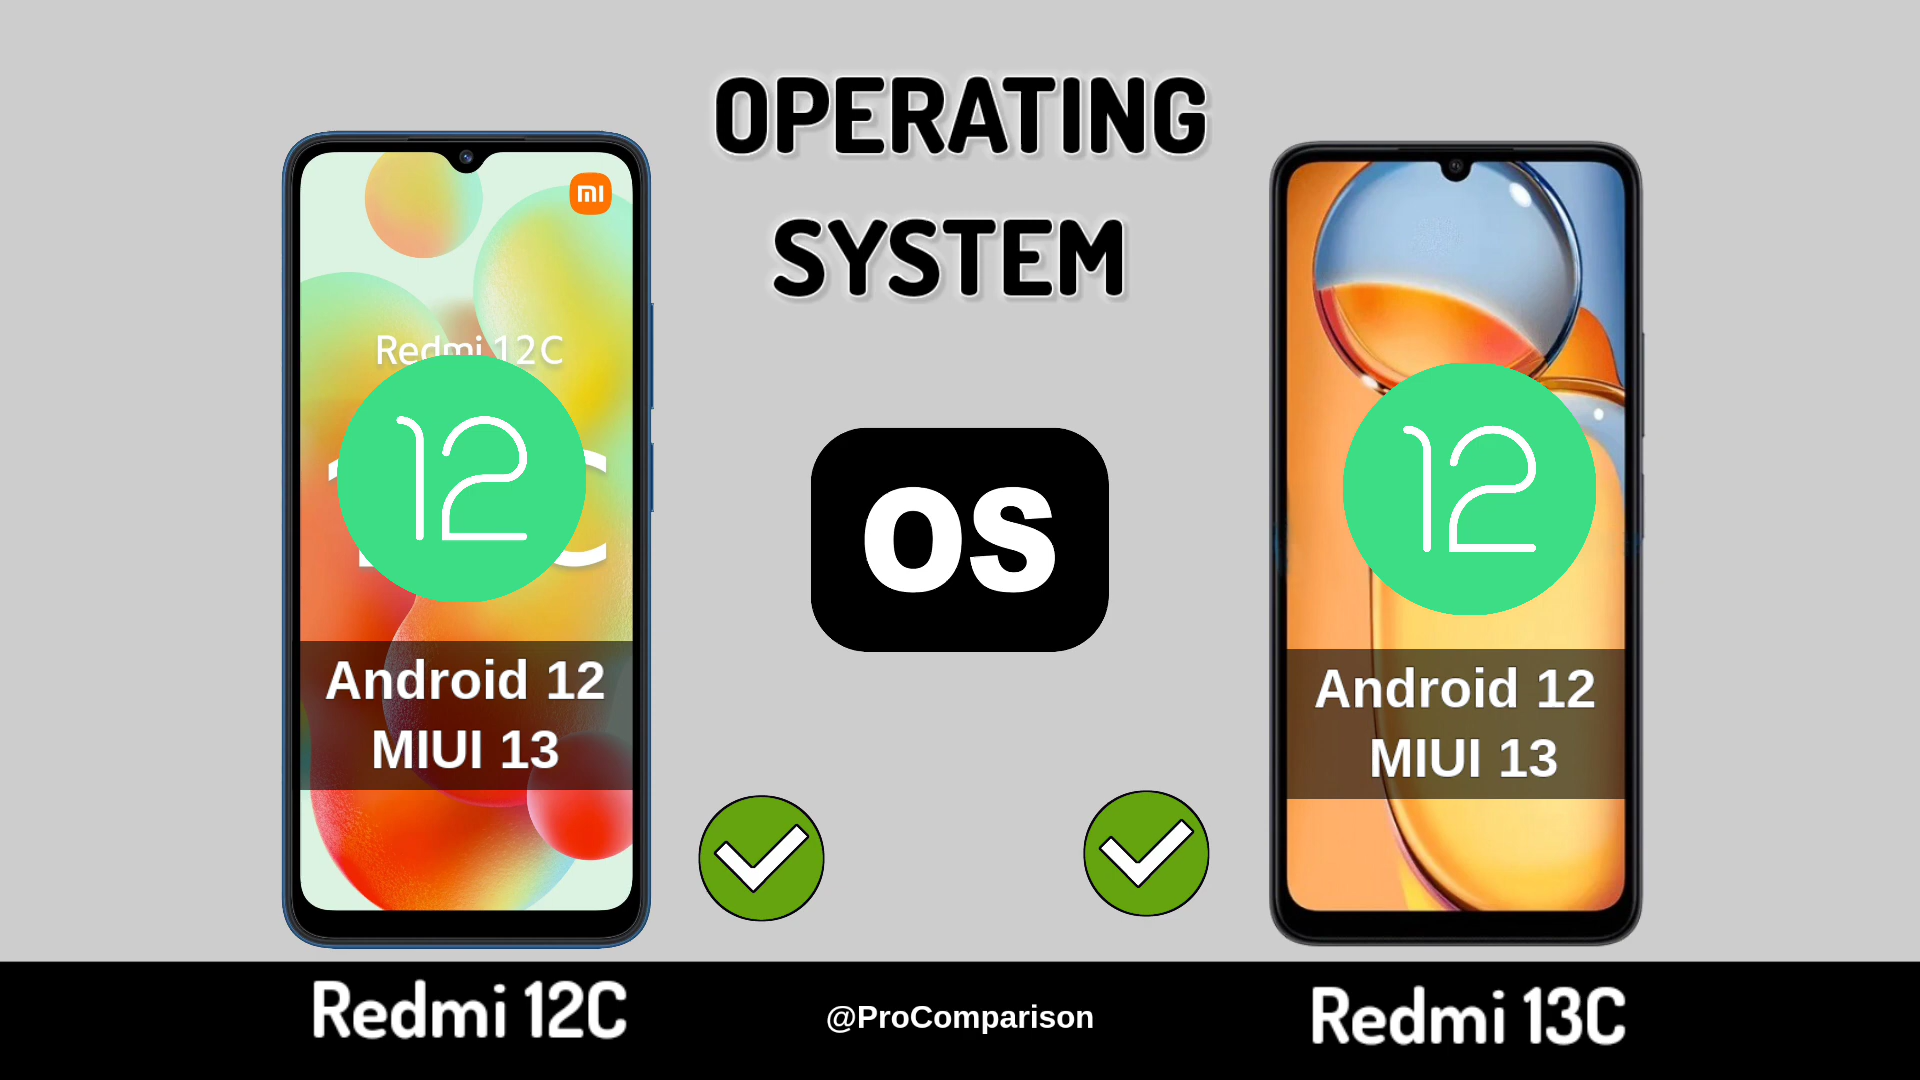 OPERATING
SYSTEM
mi
Redmi 12C
12
Android 12
MIUI 13
OS
12
Android 12
MIUI 13
Redmi 12C
@ProComparison
Redmi 13C